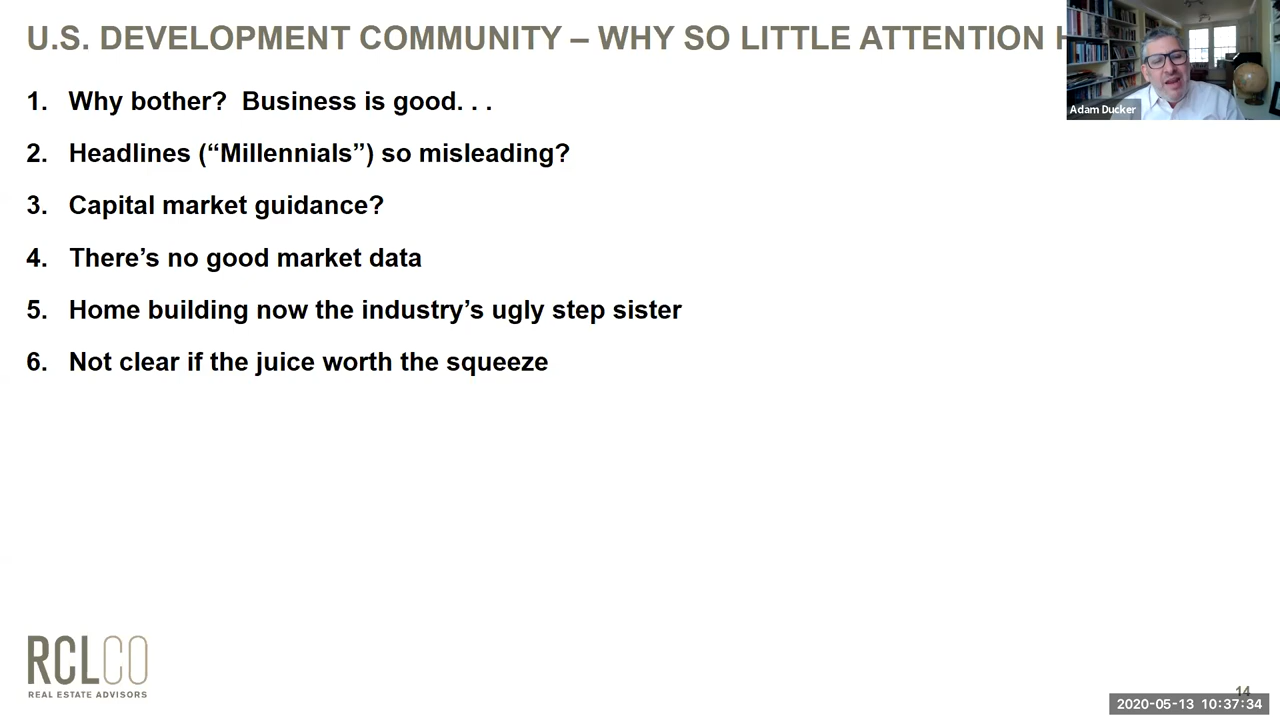 U.S. DEVELOPMENT COMMUNITY – WHY SO LITTLE ATTENTION
Adam Ducker
1. Why bother? Business is good. . .
2. Headlines (“Millennials”) so misleading?
3. Capital market guidance?
4. There’s no good market data
5. Home building now the industry’s ugly step sister
6. Not clear if the juice worth the squeeze
RCLCO
REAL ESTATE ADVISORS
14
2020-05-13 10:37:34